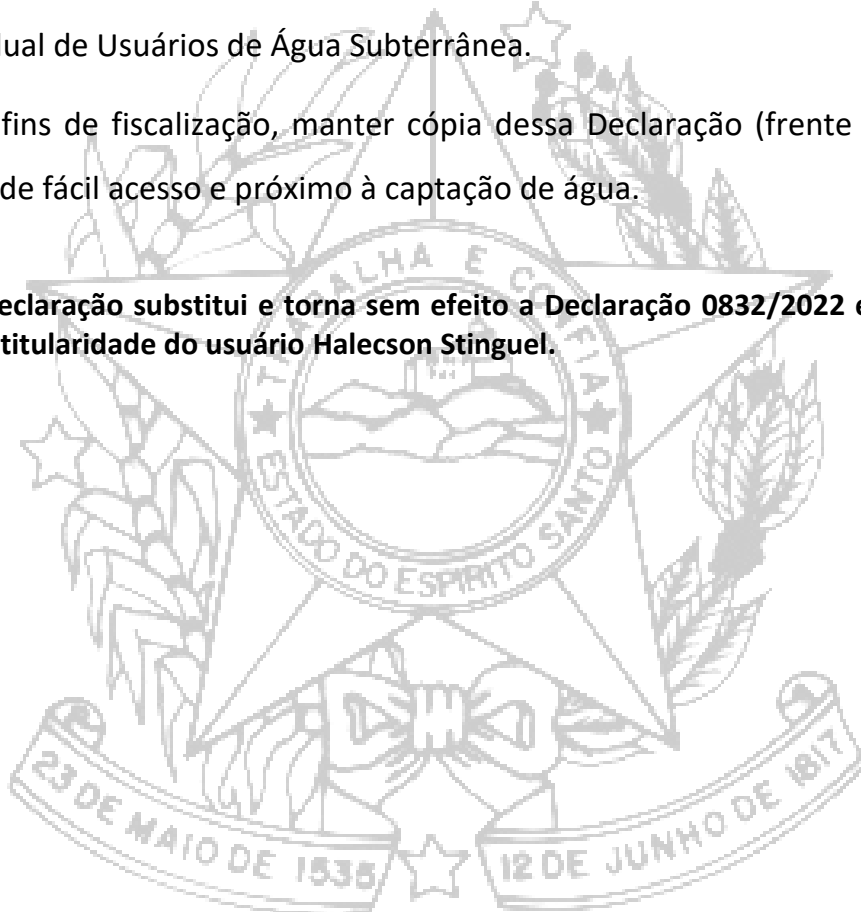 dual de Usuários de Água Subterrânea.
fins de fiscalização, manter cópia dessa Declaração (frente
de fácil acesso e próximo à captação de água.
eclaração substitui e torna sem efeito a Declaração 0832/2022 e
titularidade do usuário Halecson Stinguel.
TRABALHA E CONFIA
ESTADO DO ESPIRITO SANTO
23 DE MAIO DE 1535
12 DE JUNHO DE 1817